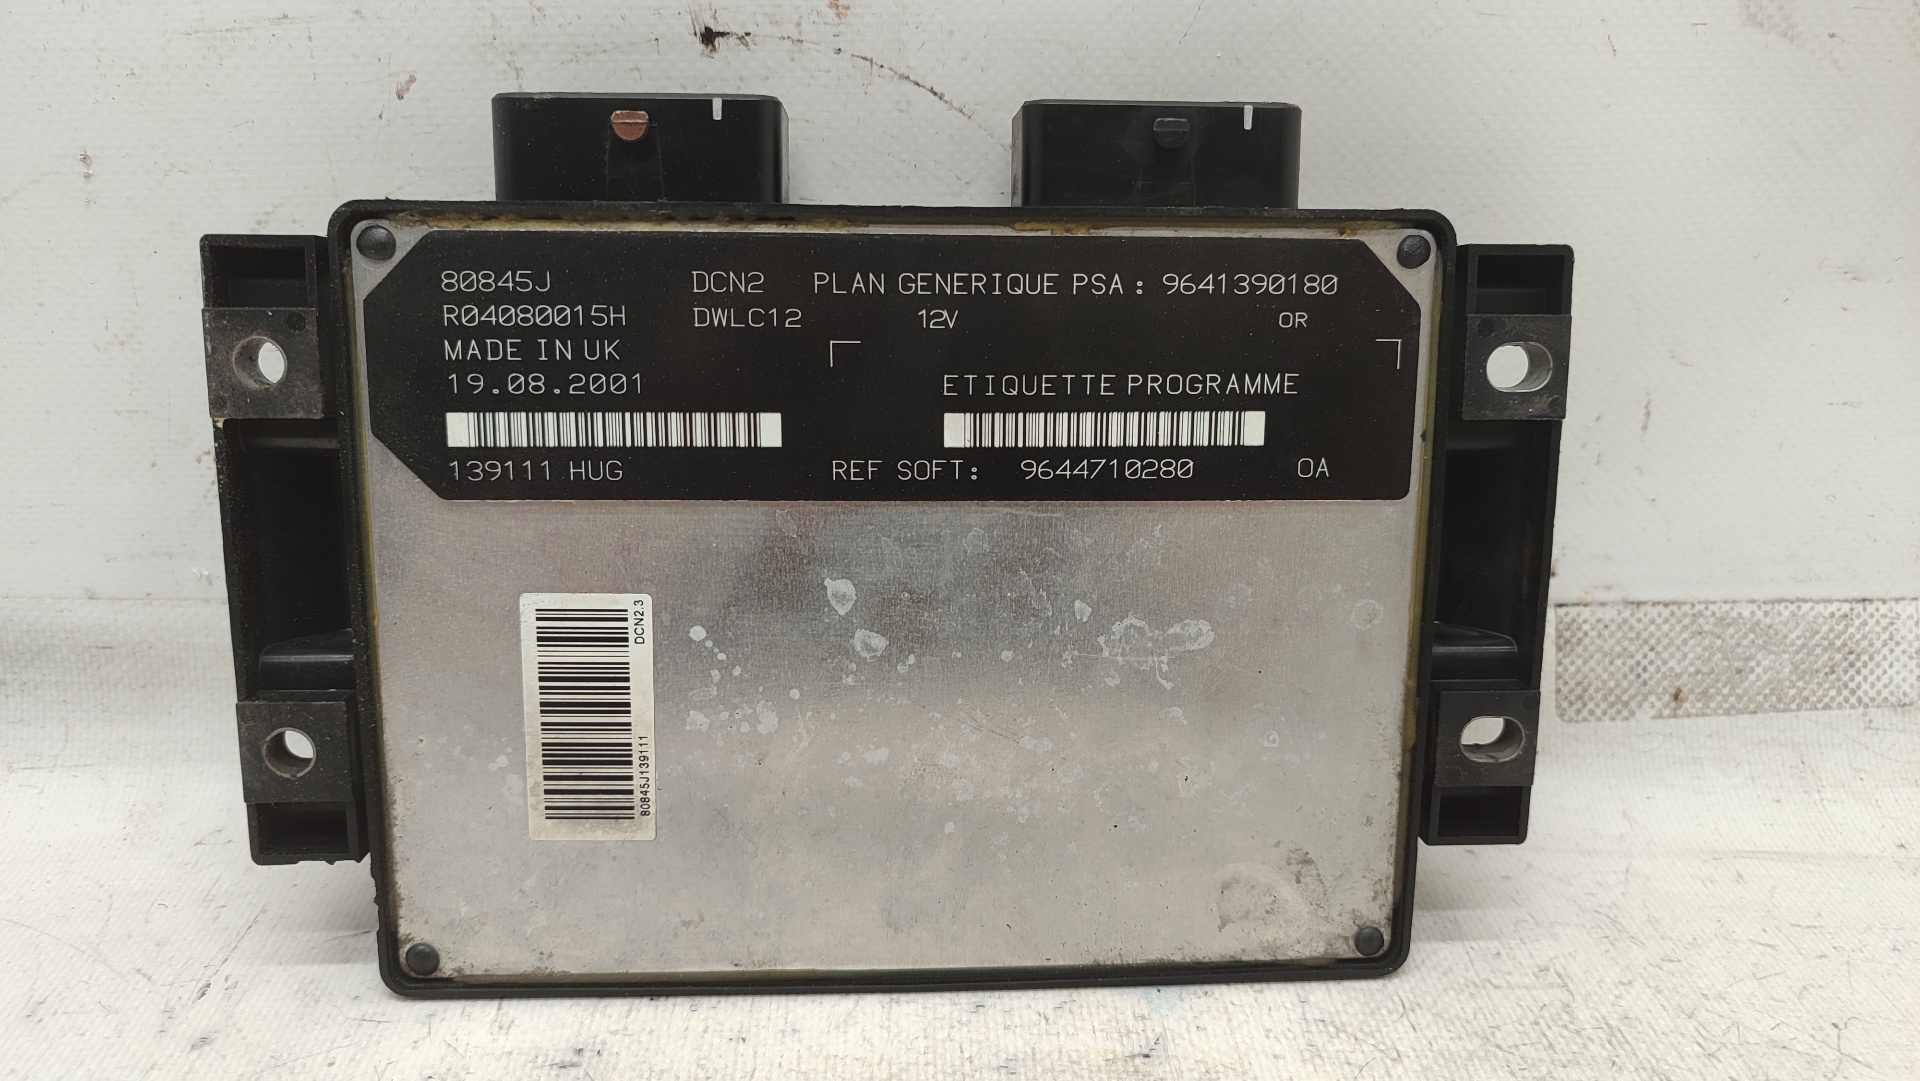 80845J DCN2 PLAN GENERIQUE PSA : 9641390180
R04080015H DWLC12 12V OR
MADE IN UK
19.08.2001 ETIQUETTE PROGRAMME
139111 HUG REF SOFT: 9644710280 OA
DCN2.3
80845J139111